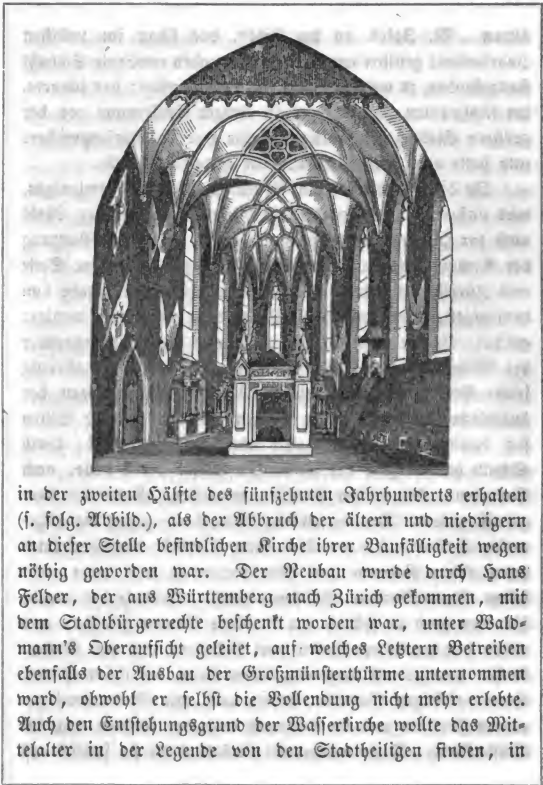 in der zweiten Hälfte des fünfzehnten Jahrhunderts erhalten
(s. folg. Abbild.), als der Abbruch der ältern und niedrigern
an dieser Stelle befindlichen Kirche ihrer Baufälligkeit wegen
nöthig geworden war. Der Neubau wurde durch Hans
Felder, der aus Württemberg nach Zürich gekommen, mit
dem Stadtbürgerrechte beschenkt worden war, unter Wald-
mann's Oberaufsicht geleitet, auf welches Letztern Betreiben
ebenfalls der Ausbau der Großmünsterthürme unternommen
ward, obwohl er selbst die Vollendung nicht mehr erlebte.
Auch den Entstehungsgrund der Wasserkirche wollte das Mit-
telalter in der Legende von den Stadtheiligen finden, in